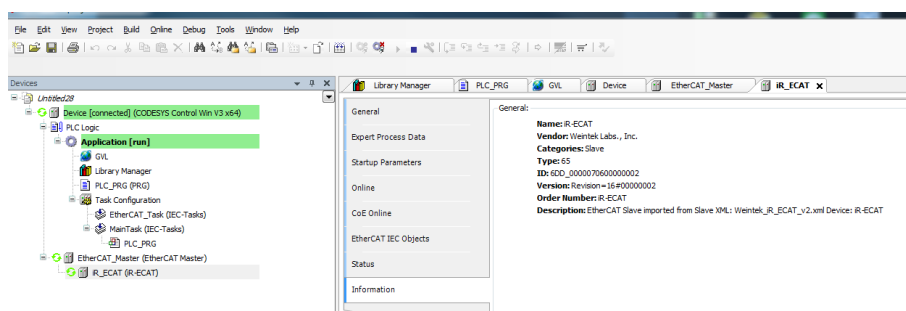 File Edit View Project Build Online Debug Tools Window Help
Devices
Library Manager PLC_PRG GVL Device EtherCAT_Master iR_ECAT
Untitled28
Device [connected] (CODESYS Control Win V3 x64)
PLC Logic
Application [run]
GVL
Library Manager
PLC_PRG (PRG)
Task Configuration
EtherCAT_Task (IEC-Tasks)
MainTask (IEC-Tasks)
PLC_PRG
EtherCAT_Master (EtherCAT Master)
iR_ECAT (iR-ECAT)
General
Expert Process Data
Startup Parameters
Online
CoE Online
EtherCAT IEC Objects
Status
Information
General:
Name: iR-ECAT
Vendor: Weintek Labs., Inc.
Categories: Slave
Type: 65
ID: 6DD_0000070600000002
Version: Revision=16#00000002
Order Number: iR-ECAT
Description: EtherCAT Slave imported from Slave XML: Weintek_iR_ECAT_v2.xml Device: iR-ECAT